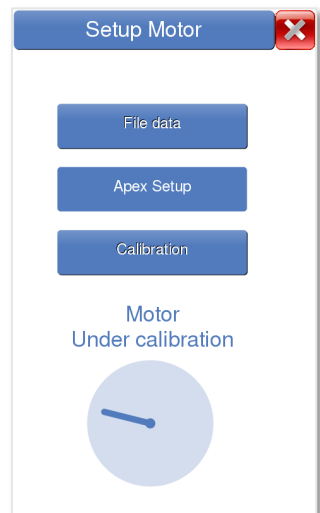 Setup Motor
File data
Apex Setup
Calibration
Motor
Under calibration